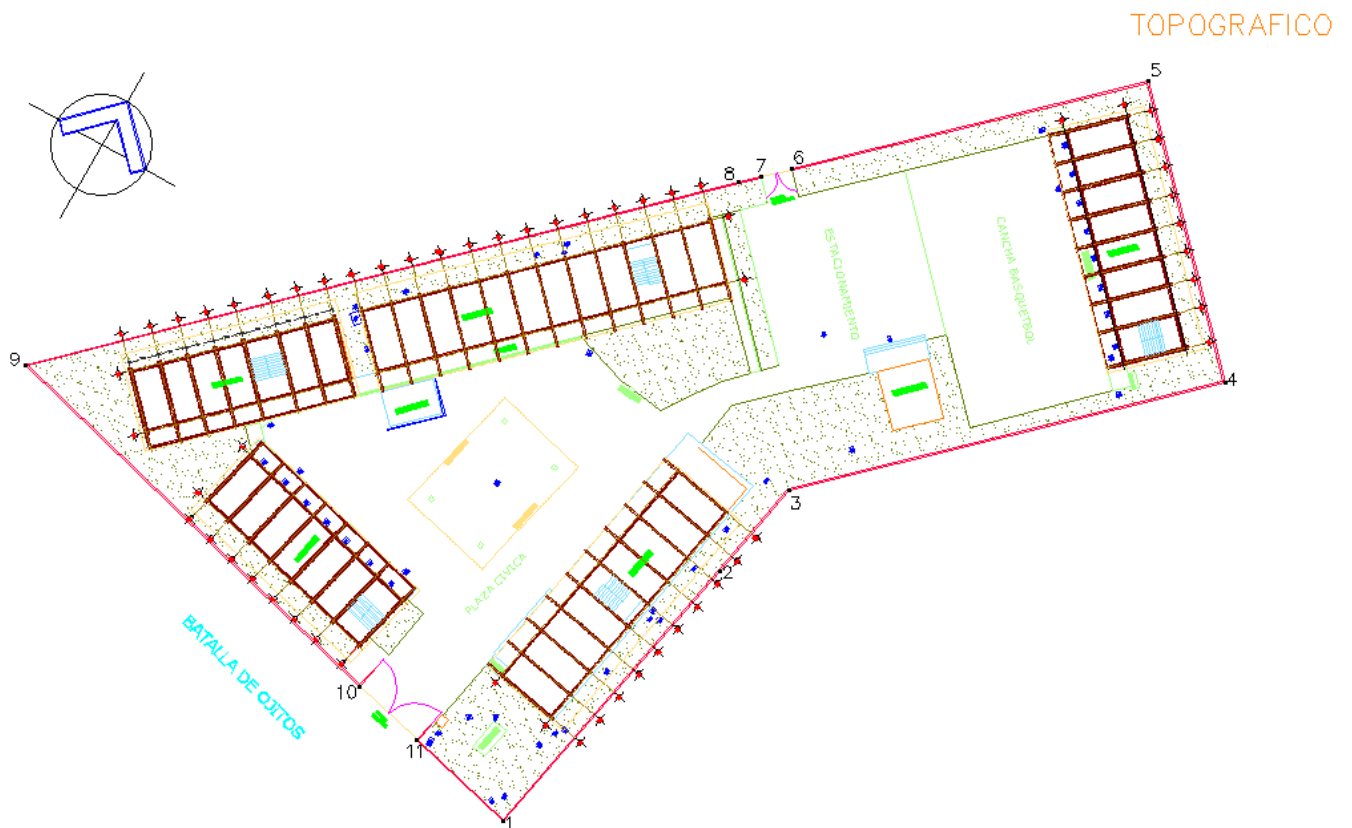 TOPOGRAFICO
5
6
7
8
9
ESTACIONAMIENTO
CANCHA BASQUETBOL
4
3
2
PLAZA CIVICA
BATALLA DE OJITOS
10
11
1